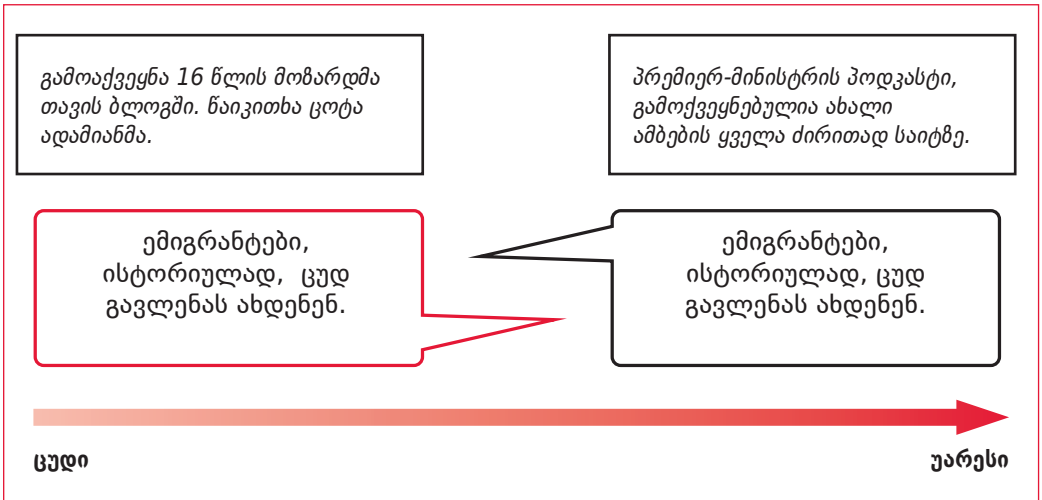 გამოაქვეყნა 16 წლის მოზარდმა
თავის ბლოგში. წაიკითხა ცოტა
ადამიანმა.
პრემიერ-მინისტრის პოდკასტი,
გამოქვეყნებულია ახალი
ამბების ყველა ძირითად საიტზე.
ემიგრანტები,
ისტორიულად, ცუდ
გავლენას ახდენენ.
ემიგრანტები,
ისტორიულად, ცუდ
გავლენას ახდენენ.
ცუდი
უარესი